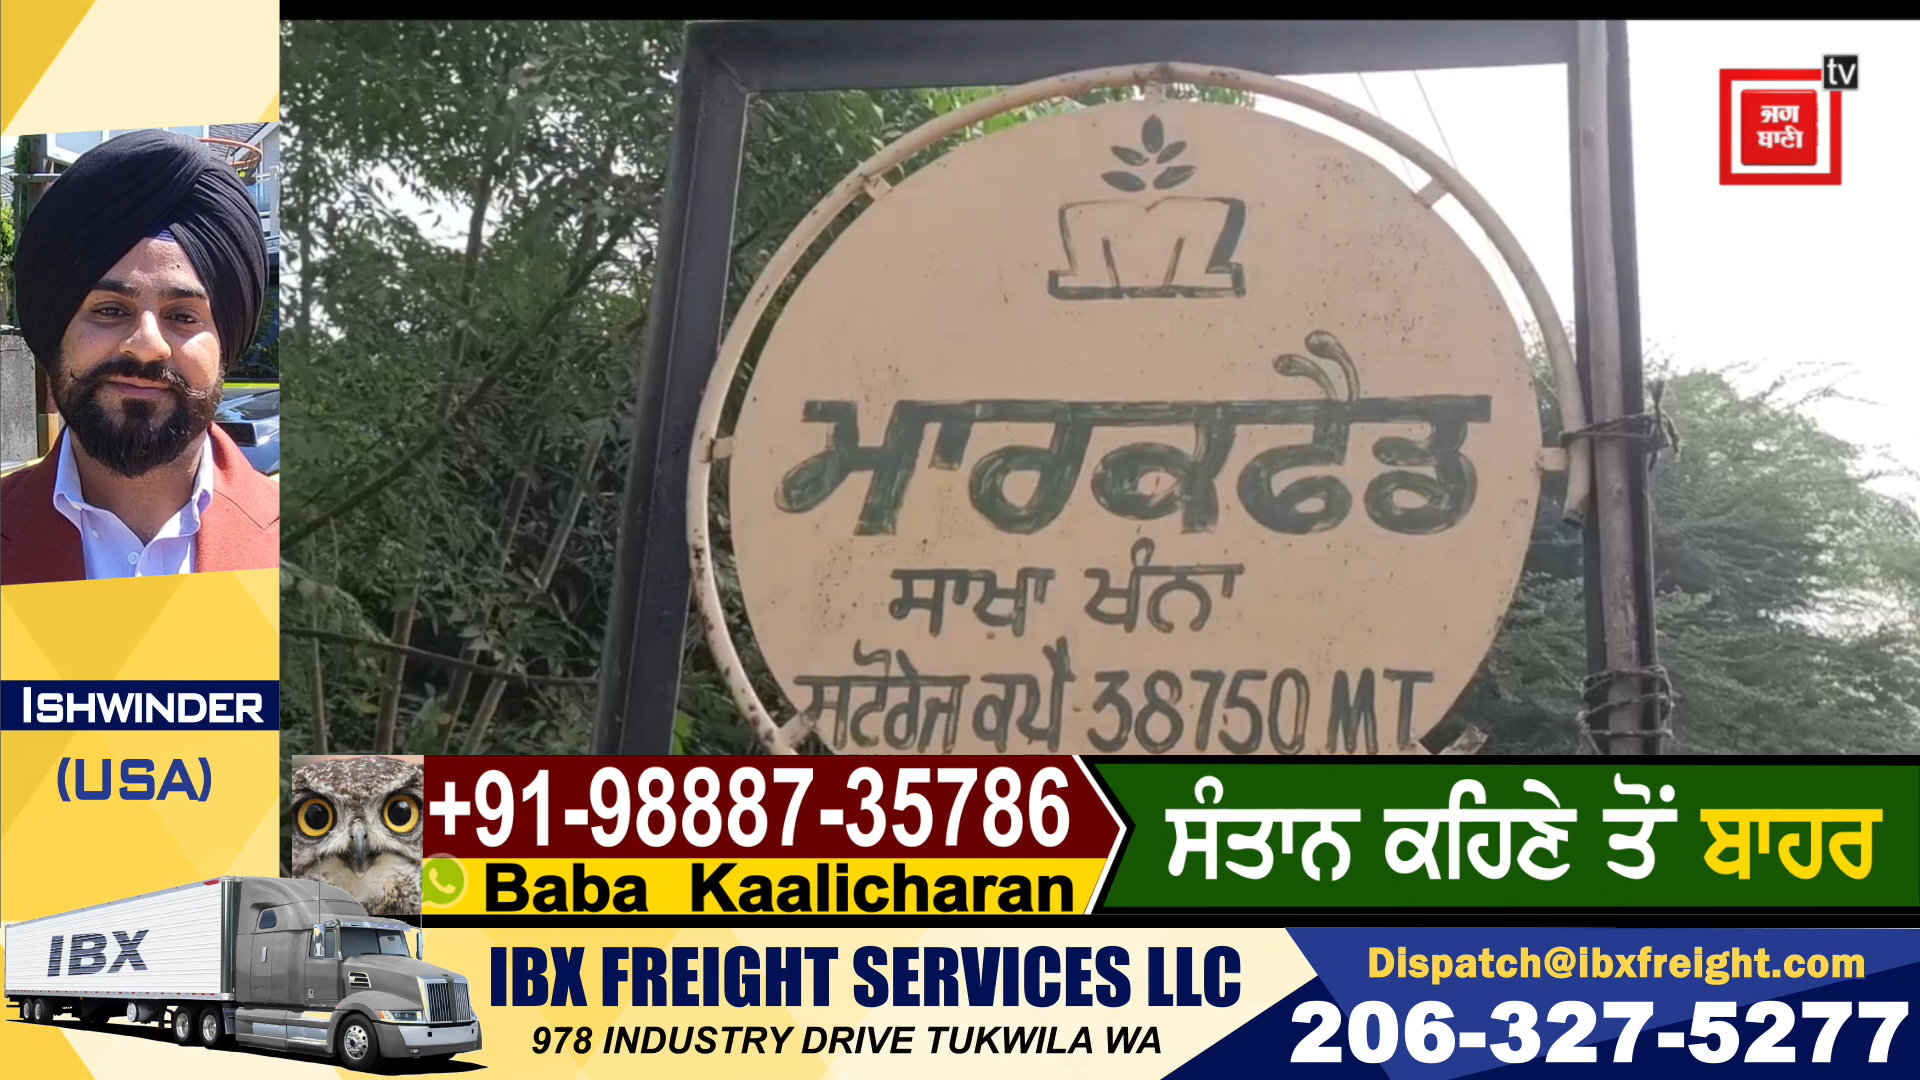 tv
ਜਗ
ਬਾਣੀ
ਮਾਰਕਫੈਡ
ਸਾਖਾ ਖੰਨਾ
ਸਟੋਰੇਜ ਕਪੈ 38750 MT
ISHWINDER
(USA)
+91-98887-35786
Baba Kaalicharan
ਸੰਤਾਨ ਕਹਿਣੇ ਤੋਂ ਬਾਹਰ
IBX
IBX FREIGHT SERVICES LLC
978 INDUSTRY DRIVE TUKWILA WA
Dispatch@ibxfreight.com
206-327-5277